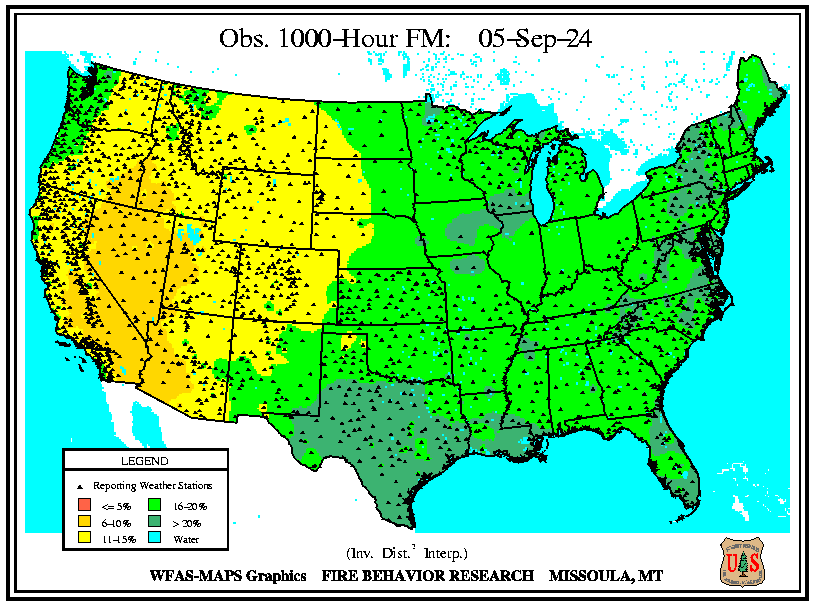 Obs. 1000-Hour FM: 05-Sep-24
LEGEND
Reporting Weather Stations
<= 5% 16-20%
6-10% > 20%
11-15% Water
(Inv. Dist.² Interp.)
WFAS-MAPS Graphics FIRE BEHAVIOR RESEARCH MISSOULA, MT
U S